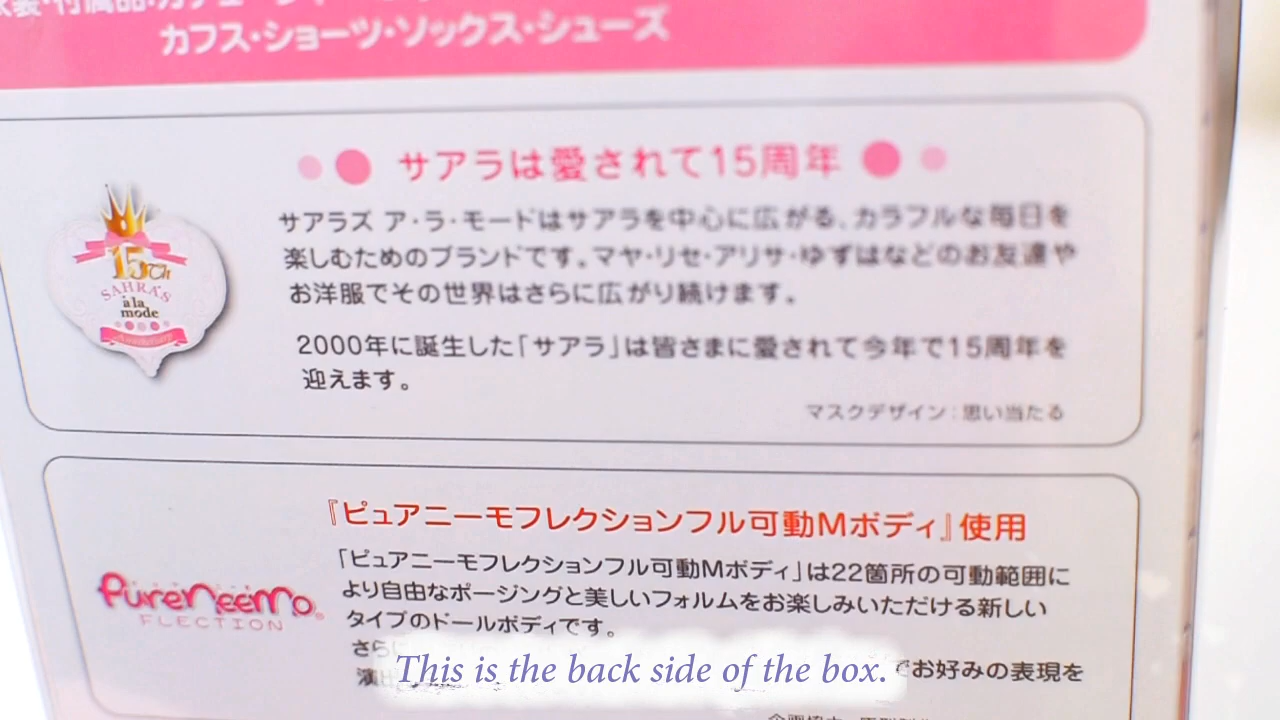 カフス・ショーツ・ソックス・シューズ
サアラは愛されて15周年
サアラズ ア・ラ・モードはサアラを中心に広がる、カラフルな毎日を
楽しむためのブランドです。マヤ・リセ・アリサ・ゆずはなどのお友達や
お洋服でその世界はさらに広がり続けます。
2000年に誕生した「サアラ」は皆さまに愛されて今年で15周年を
迎えます。
マスクデザイン:思い当たる
15th
SAHRA'S
à la
mode
Anniversary
『ピュアニーモフレクションフル可動Mボディ』使用
「ピュアニーモフレクションフル可動Mボディ」は22箇所の可動範囲に
より自由なポージングと美しいフォルムをお楽しみいただける新しい
タイプのドールボディです。
さら
でお好みの表現を
PureNeemo
FLECTION
This is the back side of the box.